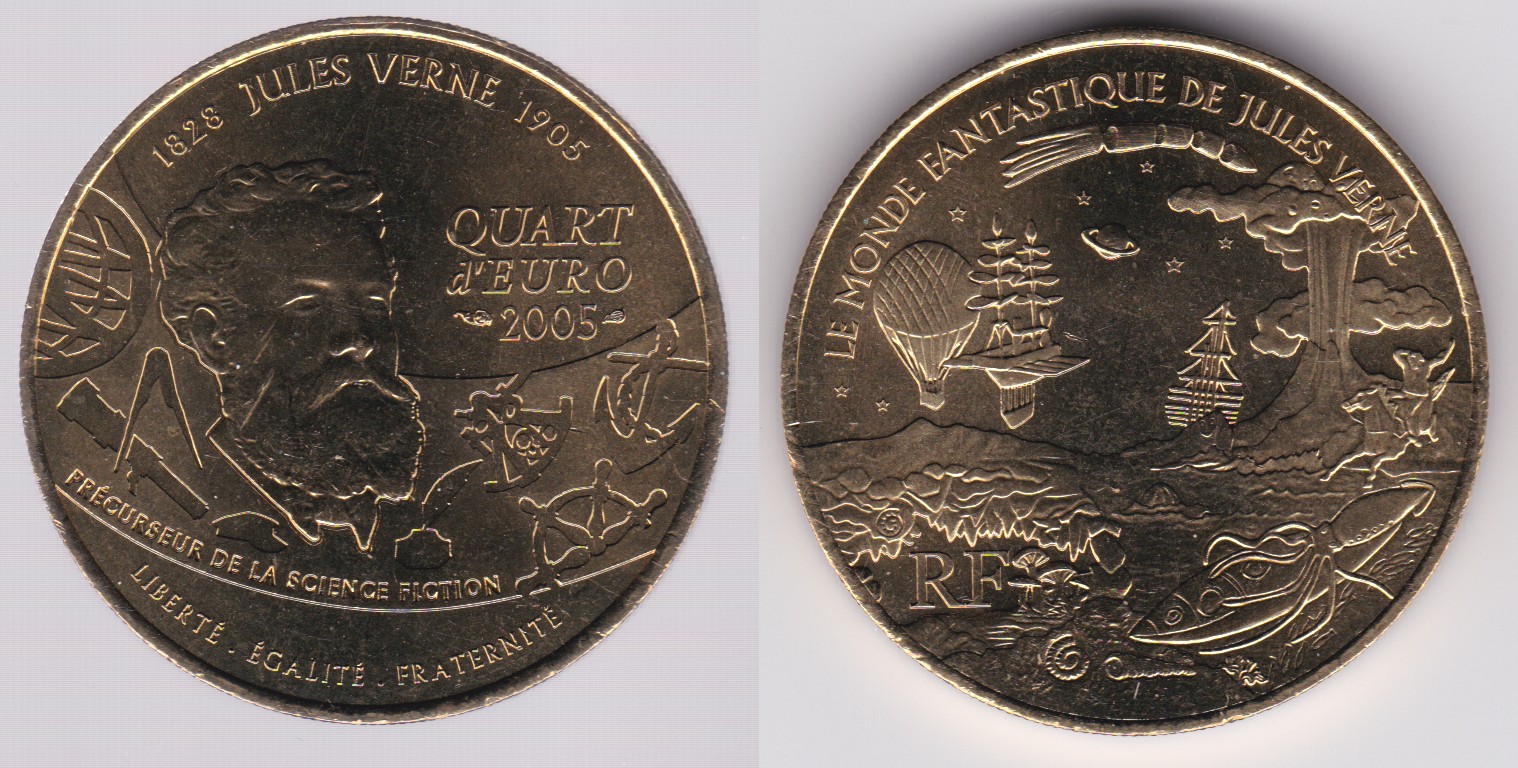 1828 JULES VERNE 1905
QUART
d'EURO
2005
PRÉCURSEUR DE LA SCIENCE FICTION
LIBERTÉ . ÉGALITÉ . FRATERNITÉ
LE MONDE FANTASTIQUE DE JULES VERNE
RF